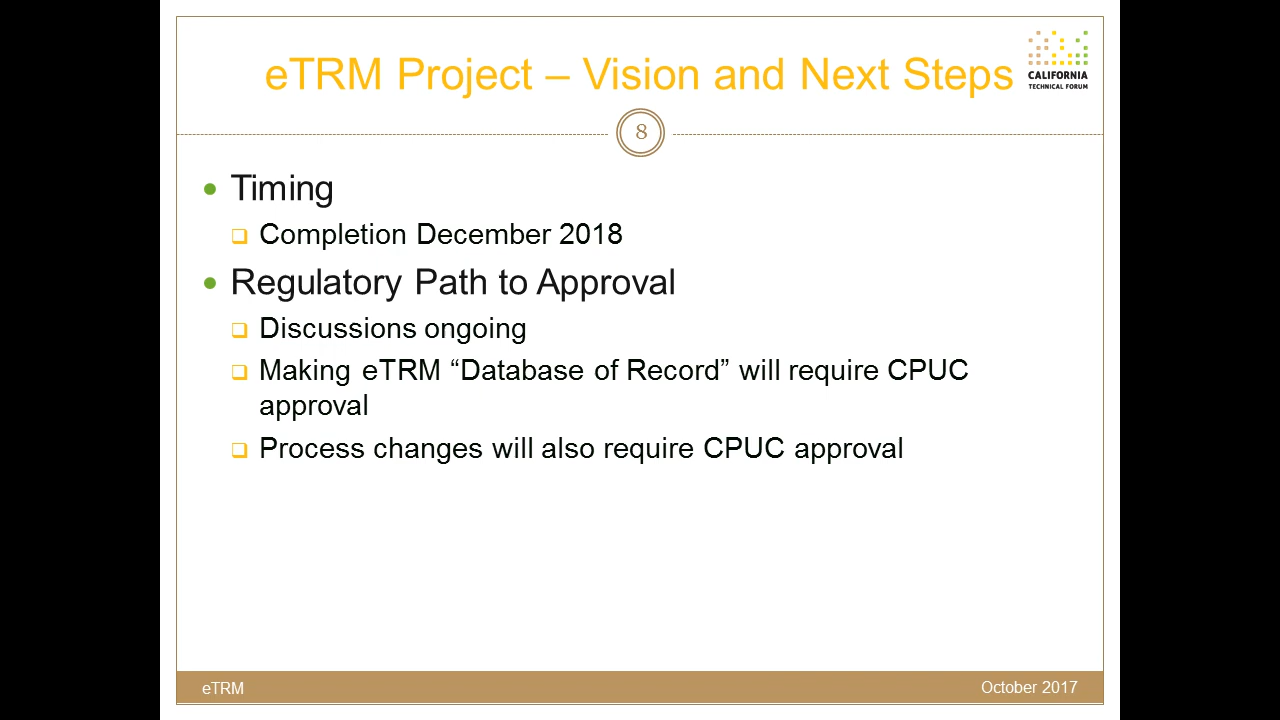 eTRM Project – Vision and Next Steps
CALIFORNIA
TECHNICAL FORUM
8
Timing
Completion December 2018
Regulatory Path to Approval
Discussions ongoing
Making eTRM “Database of Record” will require CPUC
approval
Process changes will also require CPUC approval
eTRM
October 2017